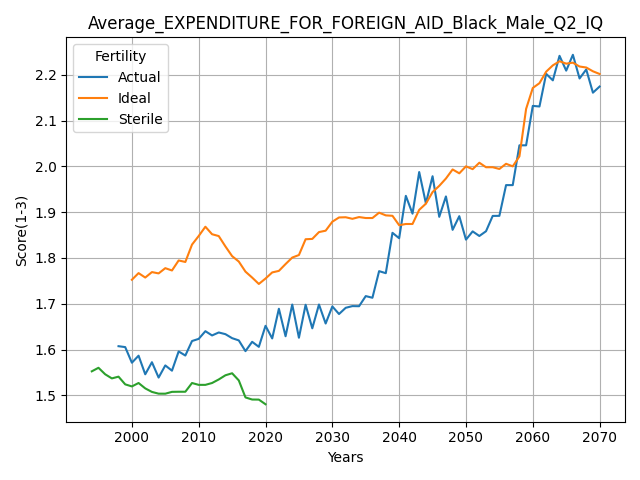 Average_EXPENDITURE_FOR_FOREIGN_AID_Black_Male_Q2_IQ
Fertility
Actual
Ideal
Sterile
Score(1-3)
2.2
2.1
2.0
1.9
1.8
1.7
1.6
1.5
2000 2010 2020 2030 2040 2050 2060 2070
Years